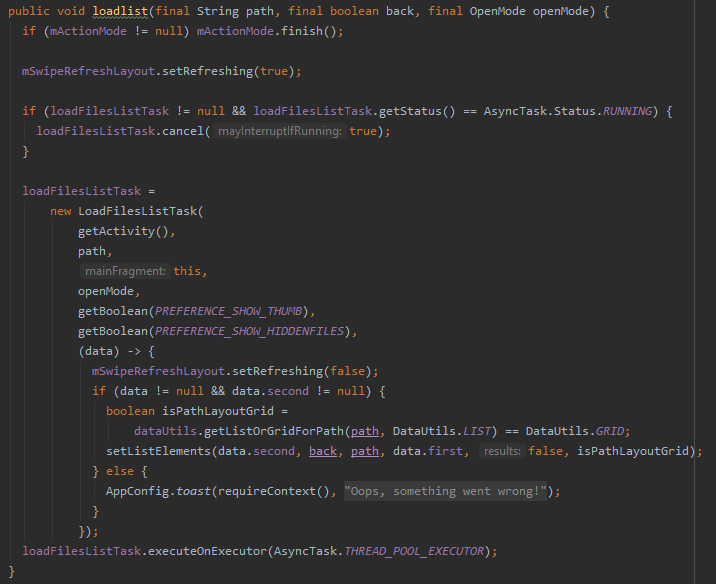 public void loadlist(final String path, final boolean back, final OpenMode openMode) {
if (mActionMode != null) mActionMode.finish();
mSwipeRefreshLayout.setRefreshing(true);
if (loadFilesListTask != null && loadFilesListTask.getStatus() == AsyncTask.Status.RUNNING) {
loadFilesListTask.cancel( mayInterruptIfRunning: true);
}
loadFilesListTask =
new LoadFilesListTask(
getActivity(),
path,
mainFragment: this,
openMode,
getBoolean(PREFERENCE_SHOW_THUMB),
getBoolean(PREFERENCE_SHOW_HIDDENFILES),
(data) -> {
mSwipeRefreshLayout.setRefreshing(false);
if (data != null && data.second != null) {
boolean isPathLayoutGrid =
dataUtils.getListOrGridForPath(path, DataUtils.LIST) == DataUtils.GRID;
setListElements(data.second, back, path, data.first, results: false, isPathLayoutGrid);
} else {
AppConfig.toast(requireContext(), "Oops, something went wrong!");
}
});
loadFilesListTask.executeOnExecutor(AsyncTask.THREAD_POOL_EXECUTOR);
}